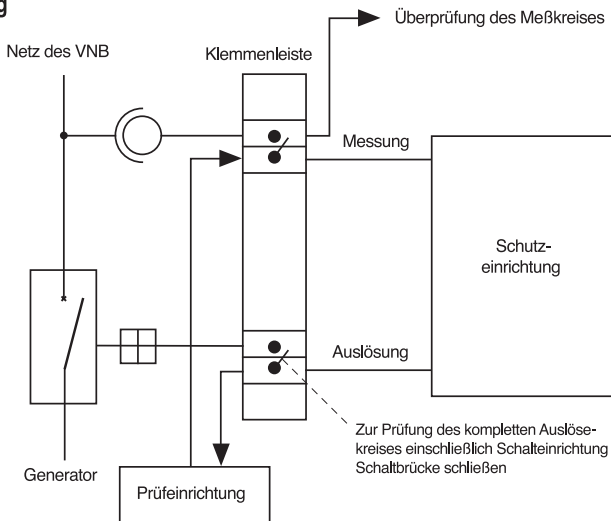 g
Überprüfung des Meßkreises
Netz des VNB
Klemmenleiste
Messung
Schutz-
einrichtung
Auslösung
Zur Prüfung des kompletten Auslöse-
kreises einschließlich Schalteinrichtung
Schaltbrücke schließen
Generator
Prüfeinrichtung